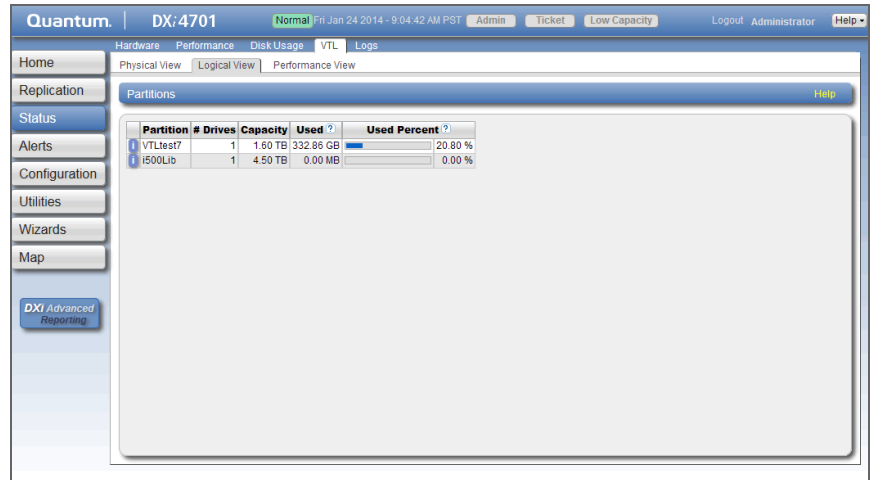 Quantum. DXi4701 Normal Fri Jan 24 2014 - 9:04:42 AM PST Admin Ticket Low Capacity Logout Administrator Help
Hardware Performance Disk Usage VTL Logs
Home
Physical View Logical View Performance View
Replication
Partitions Help
Status
Partition # Drives Capacity Used ? Used Percent ?
Alerts
i VTLtest7 1 1.60 TB 332.86 GB 20.80 %
i i500Lib 1 4.50 TB 0.00 MB 0.00 %
Configuration
Utilities
Wizards
Map
DXi Advanced
Reporting